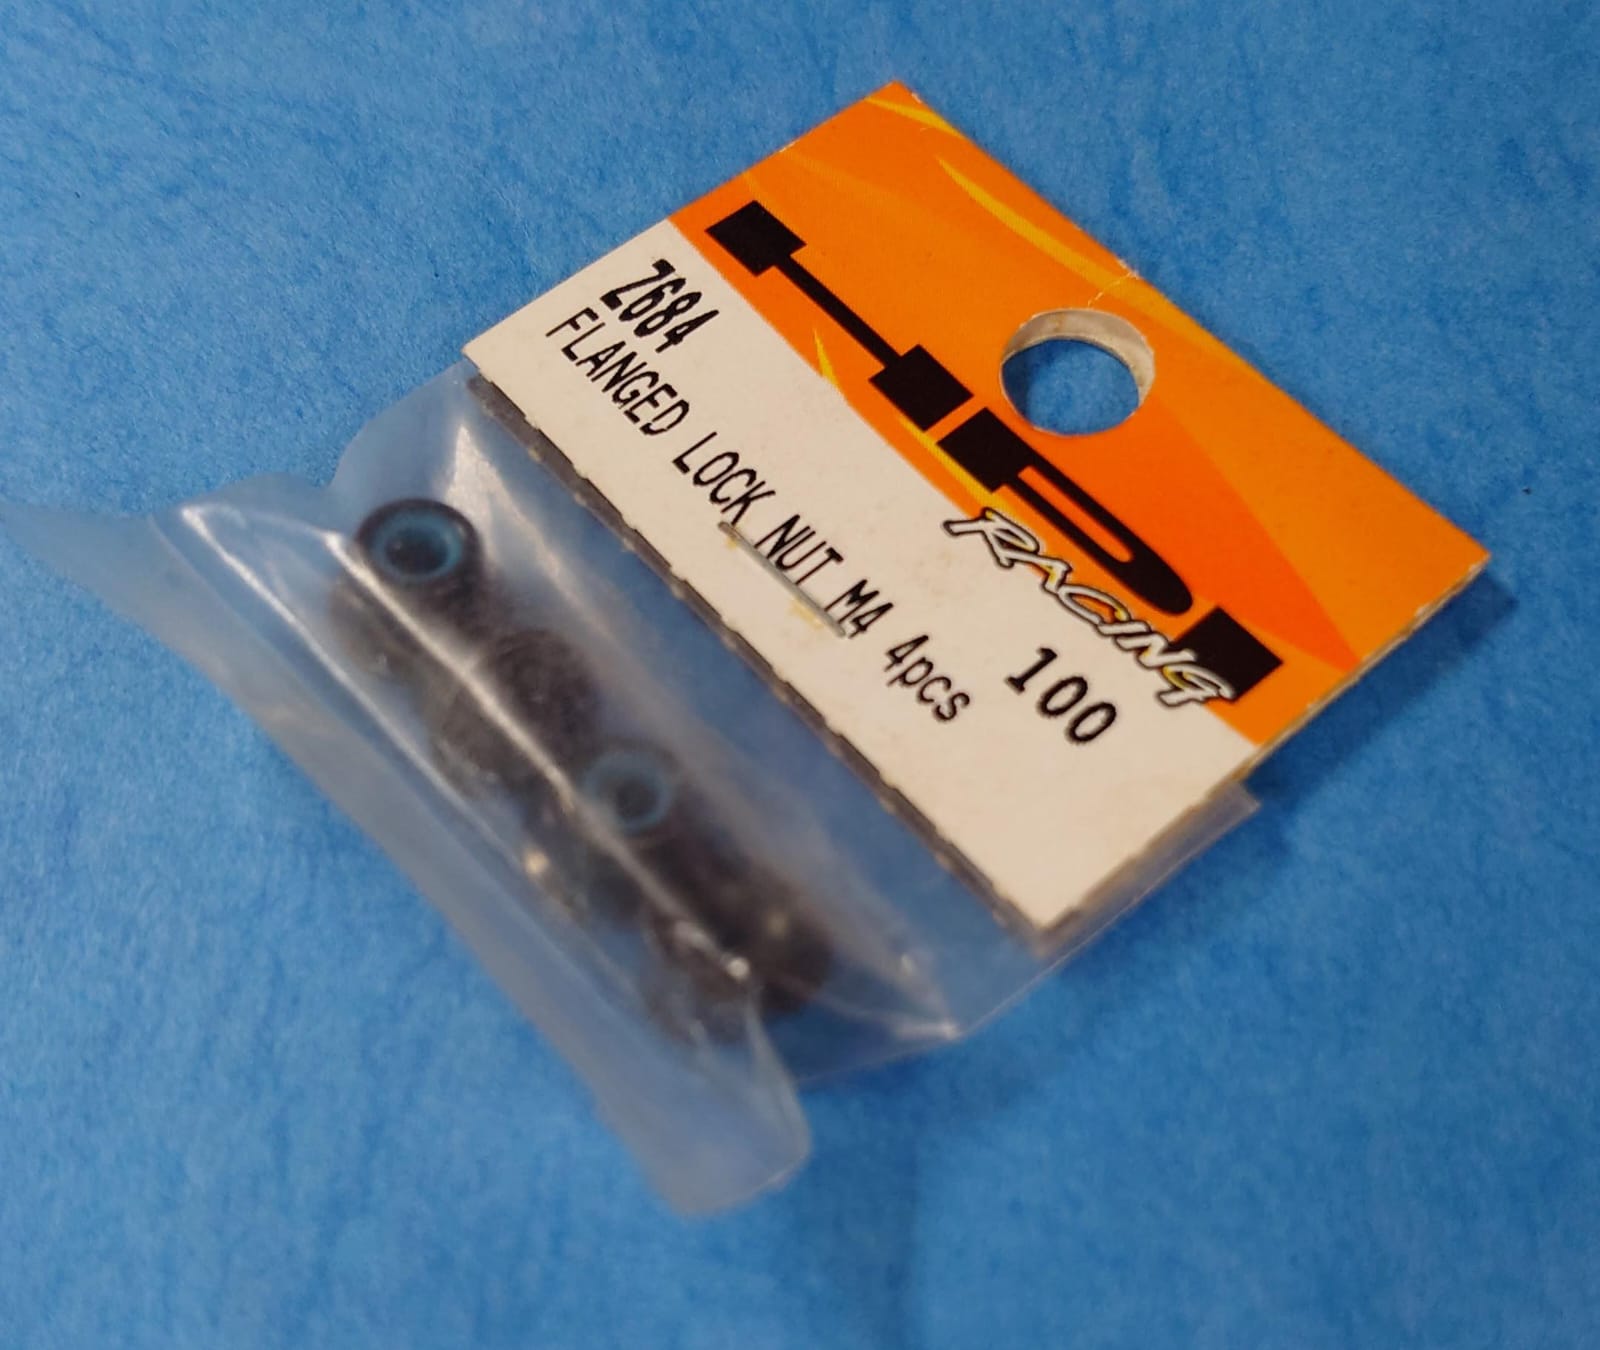 HPI
RACING
Z684
100
FLANGED LOCK NUT M4 4pcs